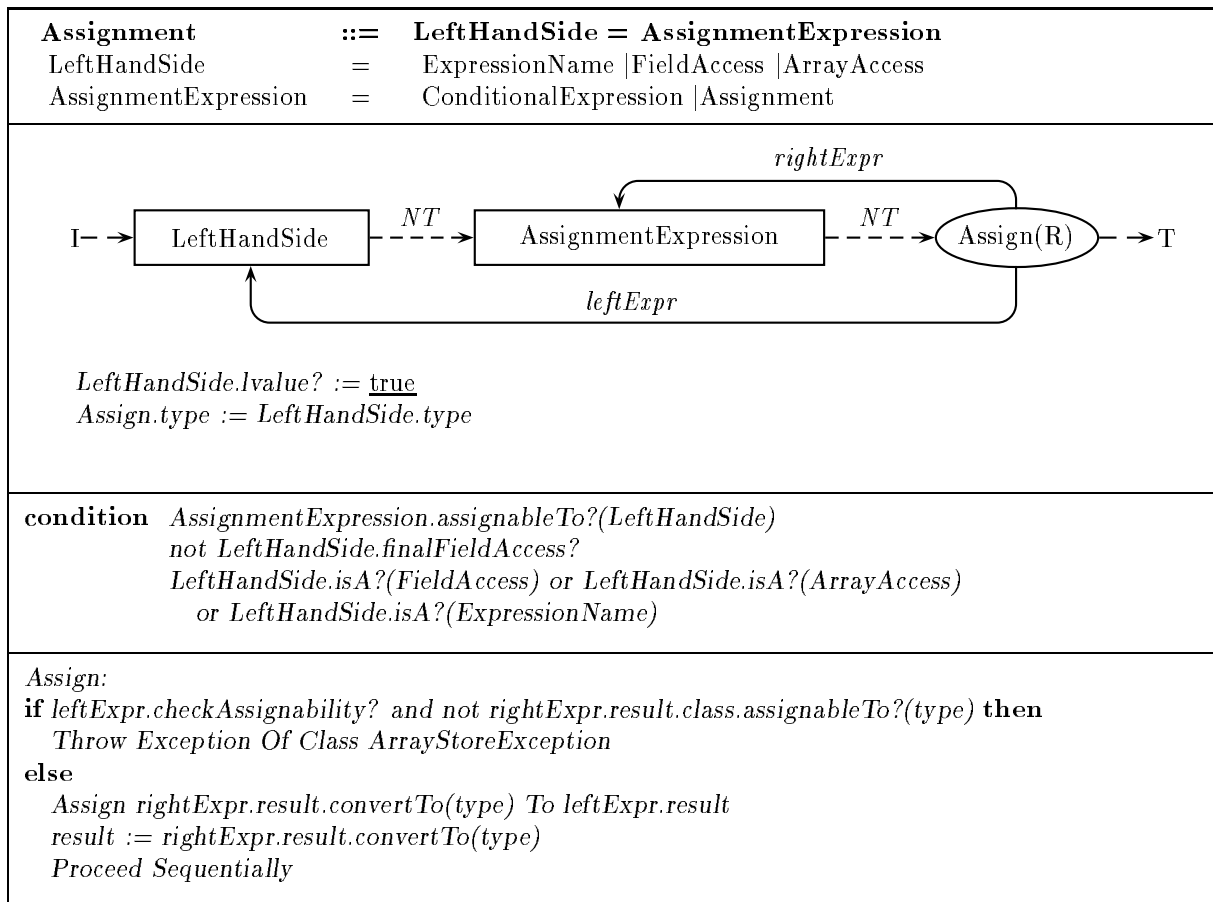 Assignment ::= LeftHandSide = AssignmentExpression
LeftHandSide = ExpressionName |FieldAccess |ArrayAccess
AssignmentExpression = ConditionalExpression |Assignment
rightExpr
I LeftHandSide NT AssignmentExpression NT Assign(R) T
leftExpr
LeftHandSide.lvalue? := true
Assign.type := LeftHandSide.type
condition AssignmentExpression.assignableTo?(LeftHandSide)
not LeftHandSide.finalFieldAccess?
LeftHandSide.isA?(FieldAccess) or LeftHandSide.isA?(ArrayAccess)
or LeftHandSide.isA?(ExpressionName)
Assign:
if leftExpr.checkAssignability? and not rightExpr.result.class.assignableTo?(type) then
Throw Exception Of Class ArrayStoreException
else
Assign rightExpr.result.convertTo(type) To leftExpr.result
result := rightExpr.result.convertTo(type)
Proceed Sequentially